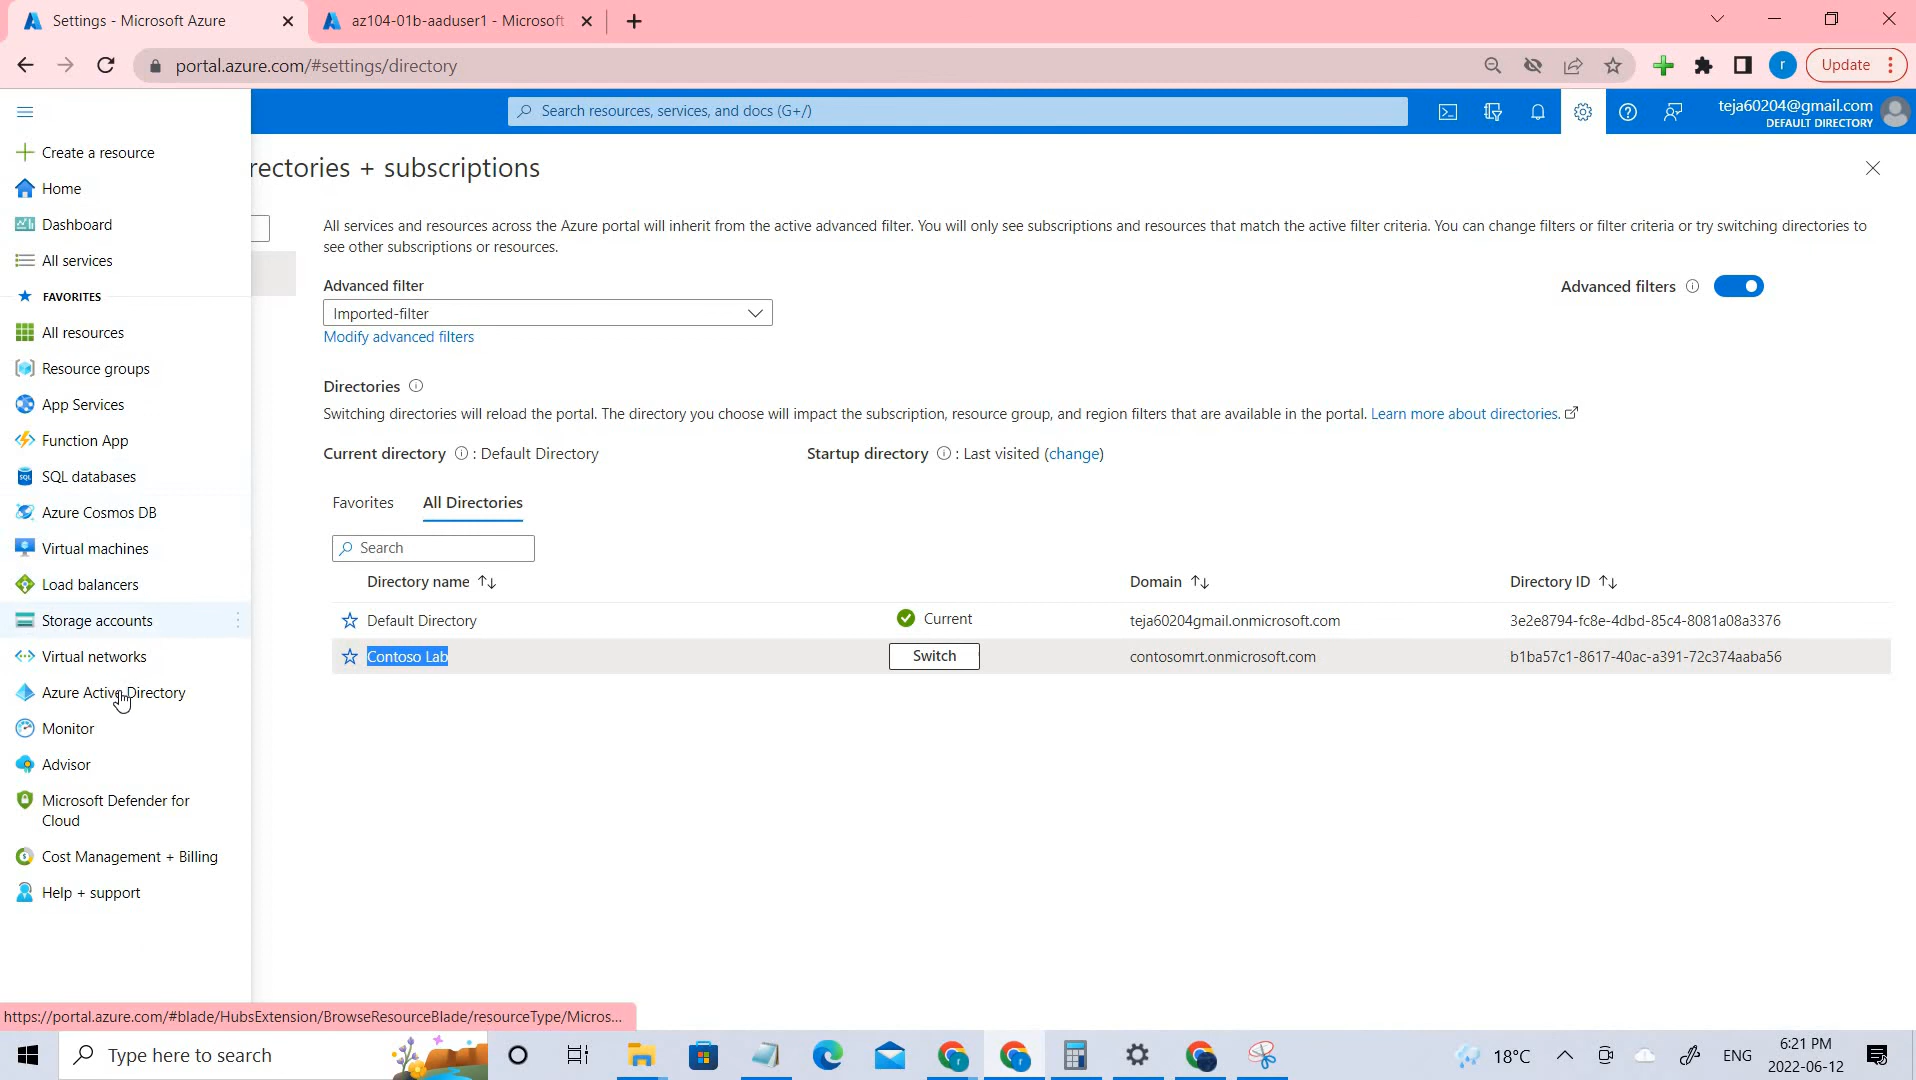 Settings - Microsoft Azure
az104-01b-aaduser1 - Microsoft
portal.azure.com/#settings/directory
r
Update
Search resources, services, and docs (G+/)
teja60204@gmail.com
DEFAULT DIRECTORY
Create a resource
Home
Dashboard
All services
FAVORITES
All resources
Resource groups
App Services
Function App
SQL databases
Azure Cosmos DB
Virtual machines
Load balancers
Storage accounts
Virtual networks
Azure Active Directory
Monitor
Advisor
Microsoft Defender for
Cloud
Cost Management + Billing
Help + support
rectories + subscriptions
All services and resources across the Azure portal will inherit from the active advanced filter. You will only see subscriptions and resources that match the active filter criteria. You can change filters or filter criteria or try switching directories to
see other subscriptions or resources.
Advanced filter
Advanced filters
Imported-filter
Modify advanced filters
Directories
Switching directories will reload the portal. The directory you choose will impact the subscription, resource group, and region filters that are available in the portal. Learn more about directories.
Current directory : Default Directory
Startup directory : Last visited (change)
Favorites
All Directories
Search
Directory name
Domain
Directory ID
Default Directory
Current
teja60204gmail.onmicrosoft.com
3e2e8794-fc8e-4dbd-85c4-8081a08a3376
Contoso Lab
Switch
contosomrt.onmicrosoft.com
b1ba57c1-8617-40ac-a391-72c374aaba56
https://portal.azure.com/#blade/HubsExtension/BrowseResourceBlade/resourceType/Micros...
Type here to search
18°C
ENG
6:21 PM
2022-06-12